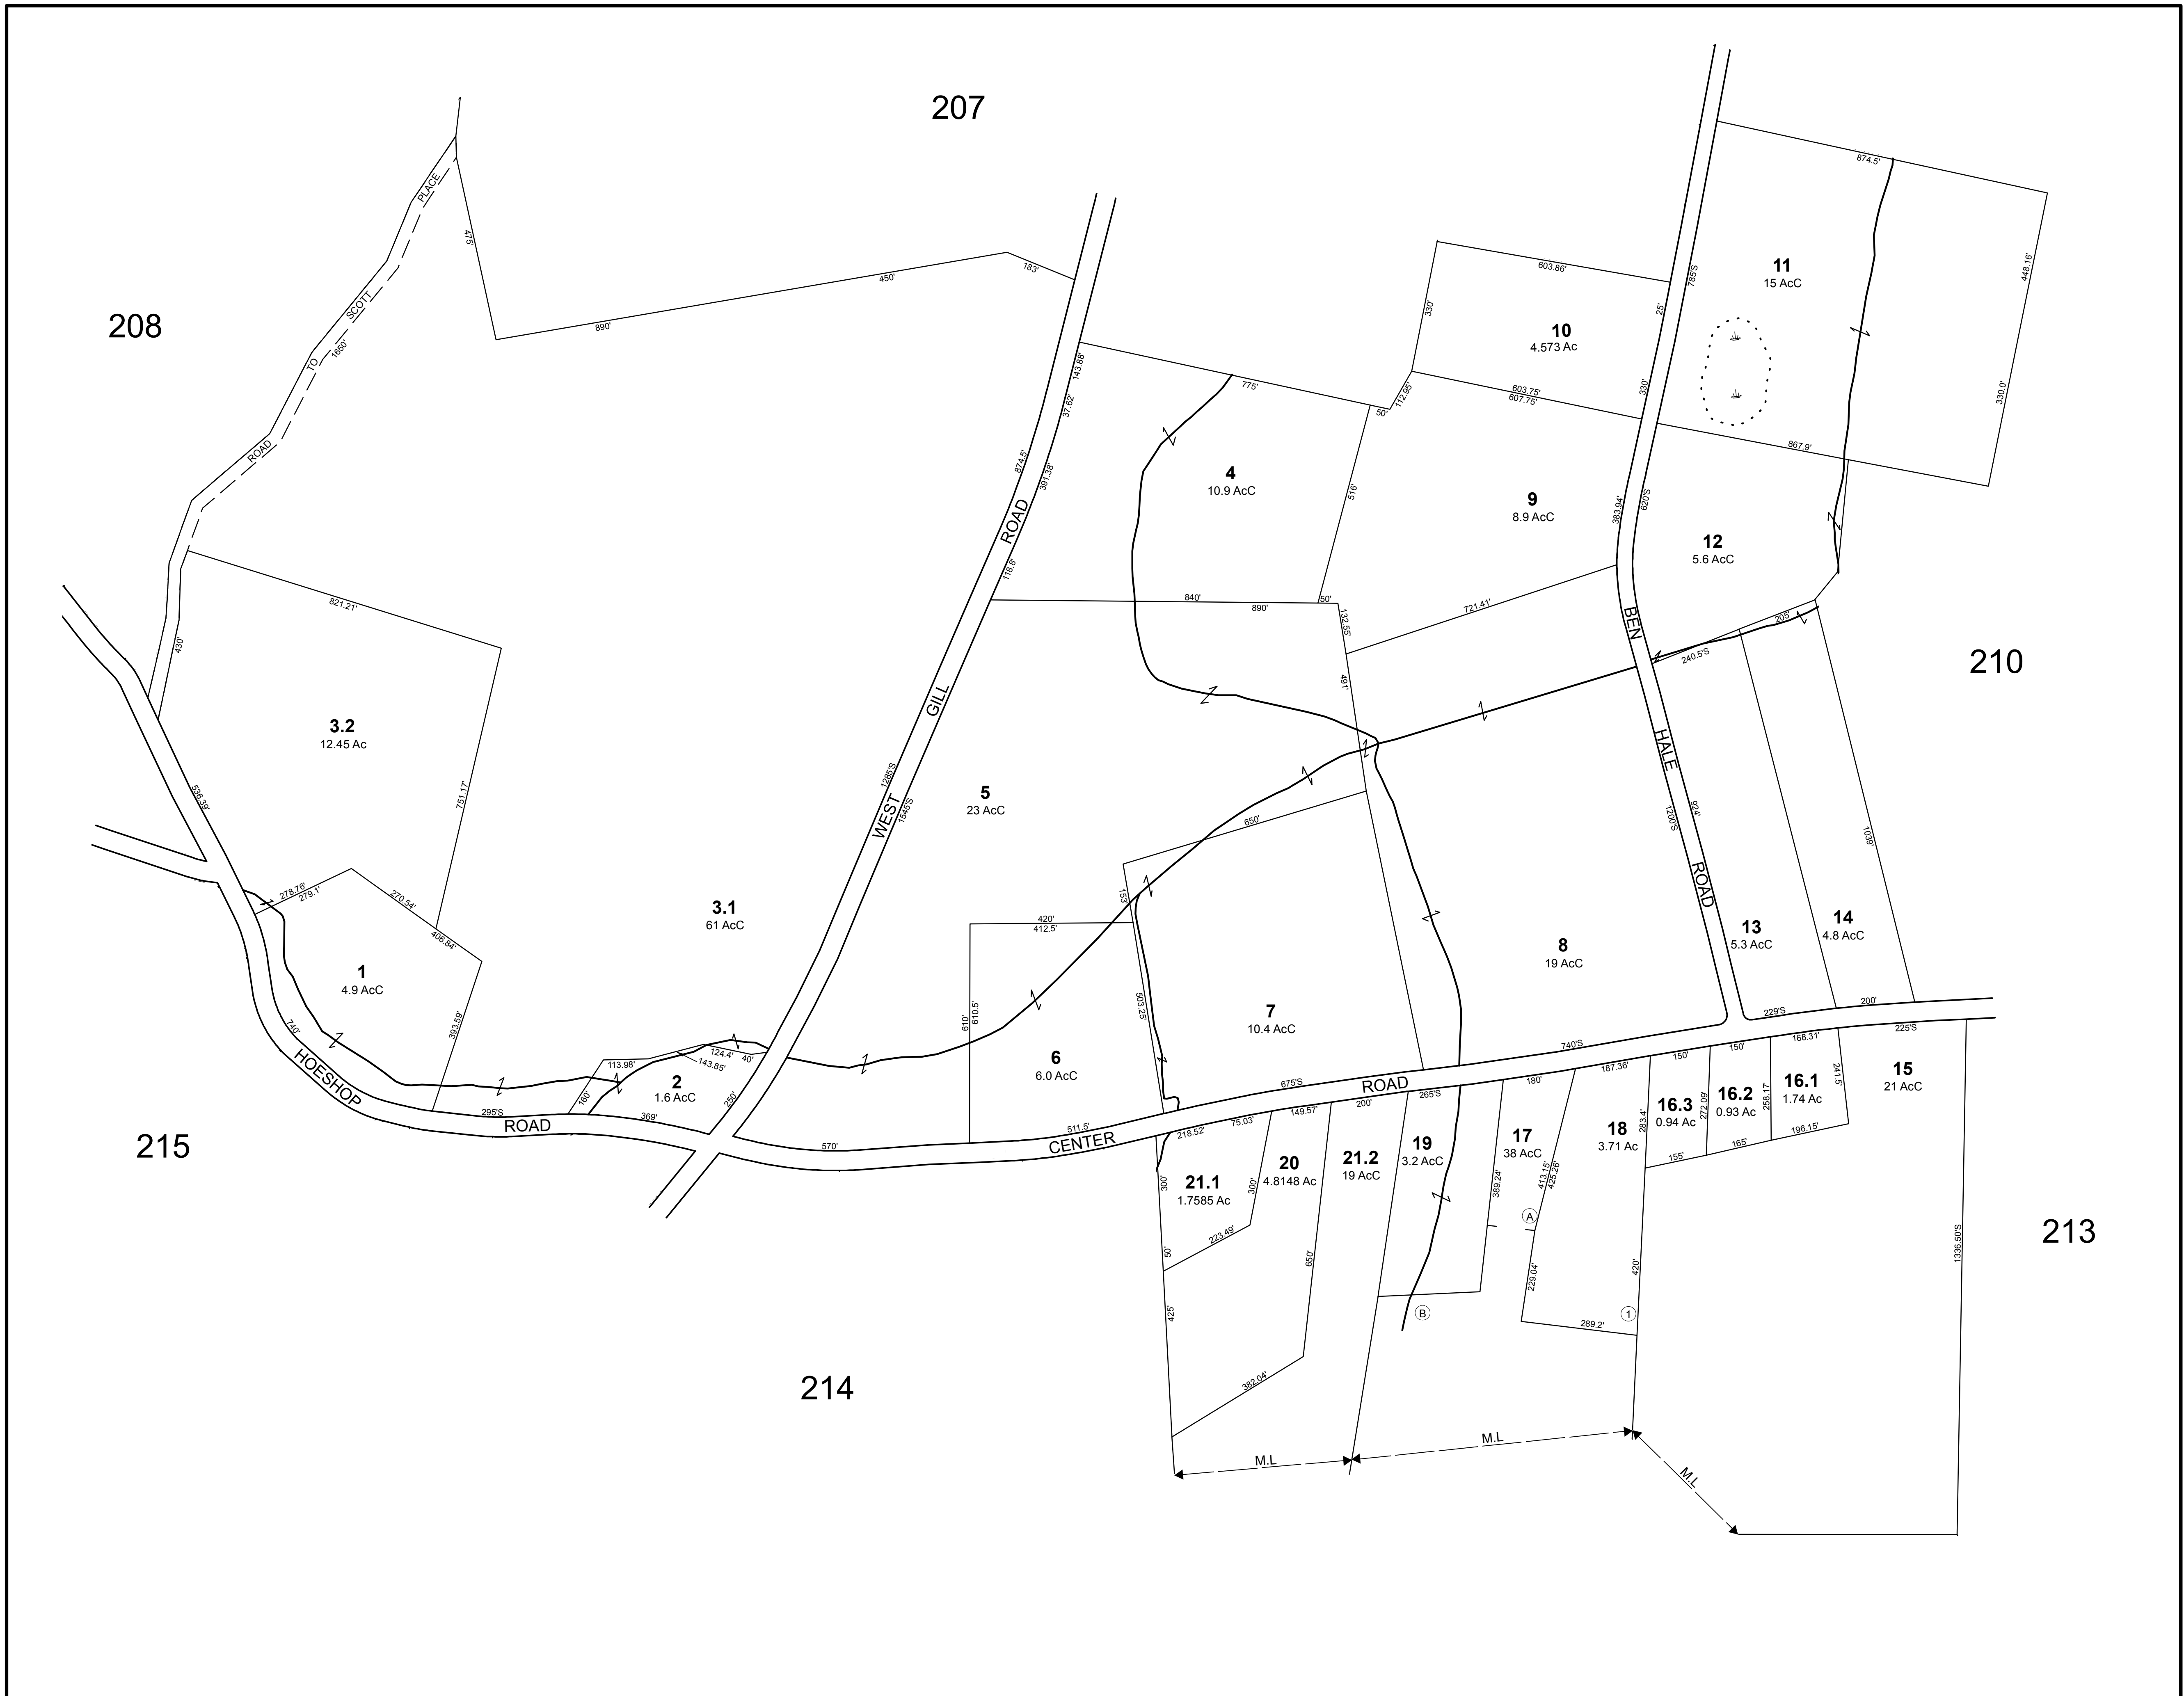 207
208
210
213
214
215
ROAD TO SCOTT PLACE
1650'
475'
890'
450'
183'
430'
821.21'
3.2
12.45 Ac
751.17'
536.39'
278.76'
279.1'
270.54'
406.84'
1
4.9 AcC
393.59'
740'
HOESHOP
ROAD
295'S
3.1
61 AcC
113.98'
124.4'
143.85'
40'
160'
2
1.6 AcC
250'
369'
WEST GILL ROAD
874.5'
1285'S
143.88'
37.62'
391.38'
118.8'
1545'S
775'
50'
112.95'
4
10.9 AcC
516'
840'
890'
50'
132.55'
491'
5
23 AcC
650'
153'
420'
412.5'
610'
610.5'
6
6.0 AcC
503.25'
7
10.4 AcC
570'
511.5'
675'S
CENTER ROAD
603.86'
330'
10
4.573 Ac
25'
330'
603.75'
607.75'
9
8.9 AcC
383.94'
721.41'
874.5'
785'S
11
15 AcC
448.16'
330.0'
867.9'
620'S
12
5.6 AcC
205'
240.5'S
BEN HALE ROAD
1200'S
924'
8
19 AcC
740'S
13
5.3 AcC
14
4.8 AcC
1039'
229'S
200'
225'S
15
21 AcC
1336.50'S
168.31'
16.1
1.74 Ac
241.5'
196.15'
150'
16.2
0.93 Ac
258.17'
165'
150'
16.3
0.94 Ac
272.09'
155'
187.36'
18
3.71 Ac
283.4'
420'
413.15'
425.26'
229.04'
289.2'
1
180'
17
38 AcC
A
389.24'
265'S
19
3.2 AcC
B
200'
21.2
19 AcC
149.57'
20
4.8148 Ac
650'
382.04'
75.03'
218.52'
21.1
1.7585 Ac
300'
300'
223.49'
50'
425'
M.L
M.L
M.L